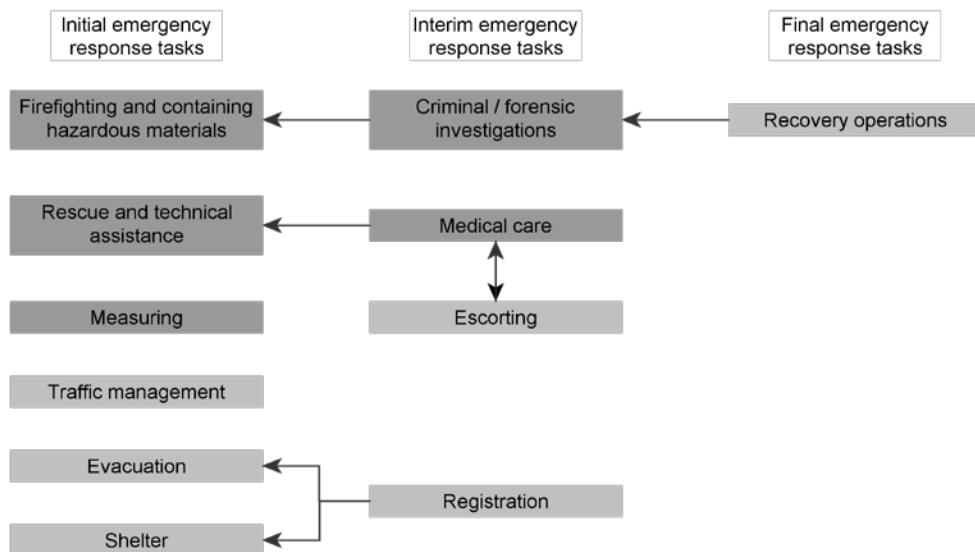 Initial emergency
response tasks
Interim emergency
response tasks
Final emergency
response tasks
Firefighting and containing
hazardous materials
Criminal / forensic
investigations
Recovery operations
Rescue and technical
assistance
Medical care
Measuring
Escorting
Traffic management
Evacuation
Registration
Shelter